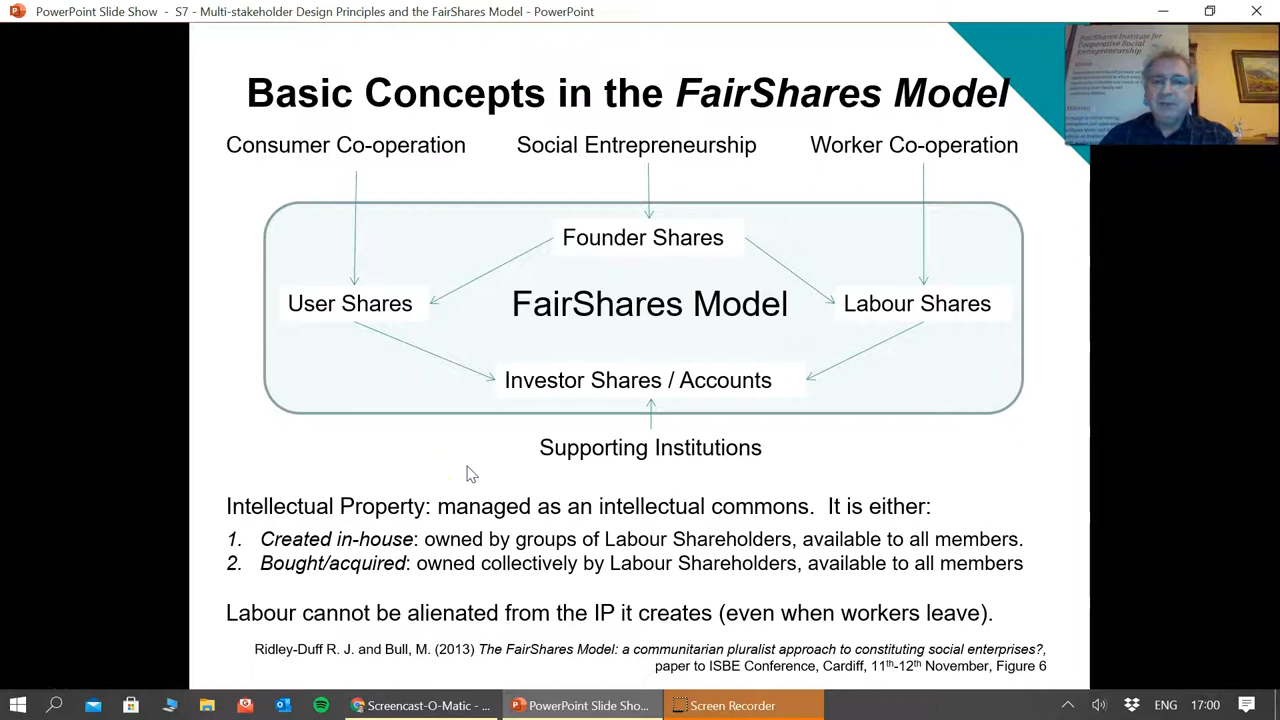 PowerPoint Slide Show - S7 - Multi-stakeholder Design Principles and the FairShares Model - PowerPoint
FairShares Institute for
Cooperative Social
Entrepreneurship
Basic Concepts in the FairShares Model
Consumer Co-operation
Social Entrepreneurship
Worker Co-operation
Founder Shares
User Shares
FairShares Model
Labour Shares
Investor Shares / Accounts
Supporting Institutions
Intellectual Property: managed as an intellectual commons. It is either:
1. Created in-house: owned by groups of Labour Shareholders, available to all members.
2. Bought/acquired: owned collectively by Labour Shareholders, available to all members
Labour cannot be alienated from the IP it creates (even when workers leave).
Ridley-Duff R. J. and Bull, M. (2013) The FairShares Model: a communitarian pluralist approach to constituting social enterprises?,
paper to ISBE Conference, Cardiff, 11th-12th November, Figure 6
Screencast-O-Matic - ...
PowerPoint Slide Sho...
Screen Recorder
ENG
17:00